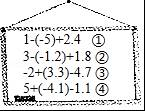 1-(-5)+2.4 ①
3-(-1.2)+1.8 ②
-2+(3.3)-4.7 ③
5+(-4.1)-1.1 ④